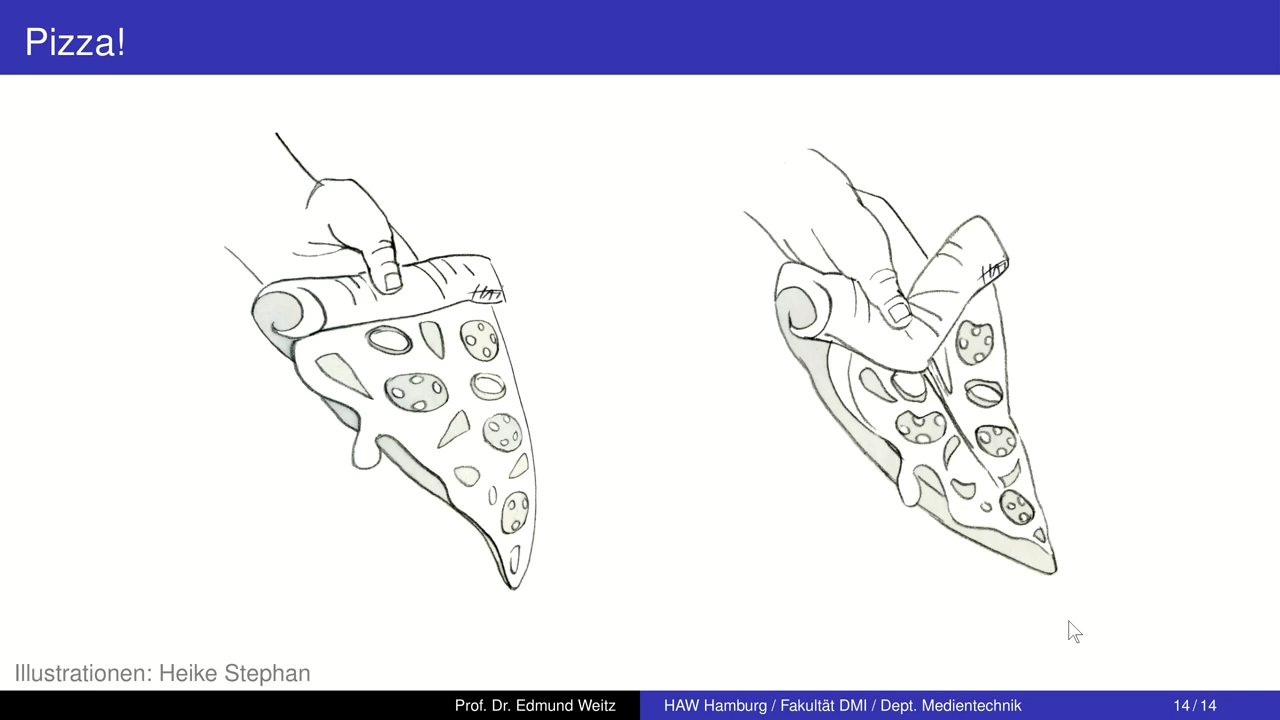 Pizza!
Illustrationen: Heike Stephan
Prof. Dr. Edmund Weitz
HAW Hamburg / Fakultät DMI / Dept. Medientechnik
14 / 14